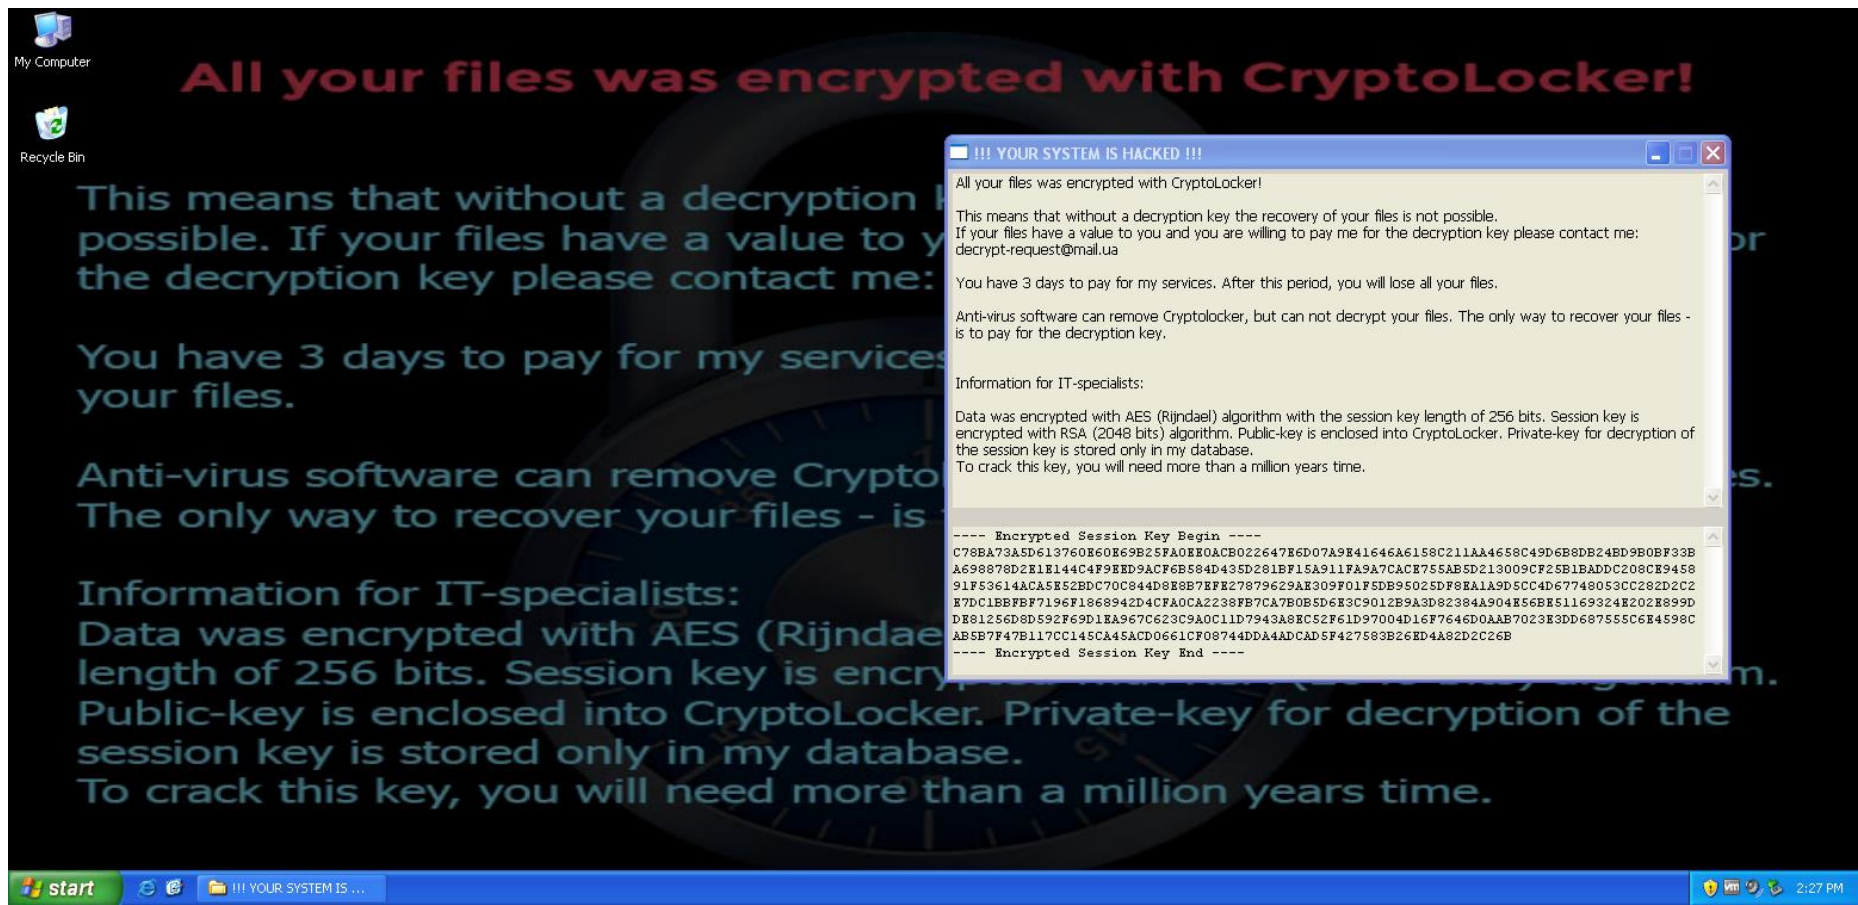 My Computer
Recycle Bin
All your files was encrypted with CryptoLocker!
This means that without a decryption
possible. If your files have a value to y or
the decryption key please contact me:
You have 3 days to pay for my services
your files.
Anti-virus software can remove Crypto s.
The only way to recover your files - is
Information for IT-specialists:
Data was encrypted with AES (Rijndae
length of 256 bits. Session key is encrypted with RSA (2048 bits) algorithm.
Public-key is enclosed into CryptoLocker. Private-key for decryption of the
session key is stored only in my database.
To crack this key, you will need more than a million years time.
!!! YOUR SYSTEM IS HACKED !!!
All your files was encrypted with CryptoLocker!
This means that without a decryption key the recovery of your files is not possible.
If your files have a value to you and you are willing to pay me for the decryption key please contact me:
decrypt-request@mail.ua
You have 3 days to pay for my services. After this period, you will lose all your files.
Anti-virus software can remove Cryptolocker, but can not decrypt your files. The only way to recover your files -
is to pay for the decryption key.
Information for IT-specialists:
Data was encrypted with AES (Rijndael) algorithm with the session key length of 256 bits. Session key is
encrypted with RSA (2048 bits) algorithm. Public-key is enclosed into CryptoLocker. Private-key for decryption of
the session key is stored only in my database.
To crack this key, you will need more than a million years time.
---- Encrypted Session Key Begin ----
C78BA73A5D613760E60E69B25FA0EE0ACB022647E6D07A9E41646A6158C211AA4658C49D6B8DB24BD9B0BF33B
A698878D2E1E144C4F9EED9ACF6B584D435D281BF15A911FA9A7CACE755AB5D213009CF25B1BADDC208CE9458
91F53614ACA5E52BDC70C844D8E8B7EFE27879629AE309F01F5DB95025DF8EA1A9D5CC4D67748053CC282D2C2
E7DC1BBFBF7196F1868942D4CFA0CA2238FB7CA7B0B5D6E3C9012B9A3D82384A904E56BE51169324E202E899D
DE81256D8D592F69D1EA967C623C9A0C11D7943A8EC52F61D97004D16F7646D0AAB7023E3DD687555C6E4598C
AB5B7F47B117CC145CA45ACD0661CF08744DDA4ADCAD5F427583B26ED4A82D2C26B
---- Encrypted Session Key End ----
start
!!! YOUR SYSTEM IS ...
2:27 PM